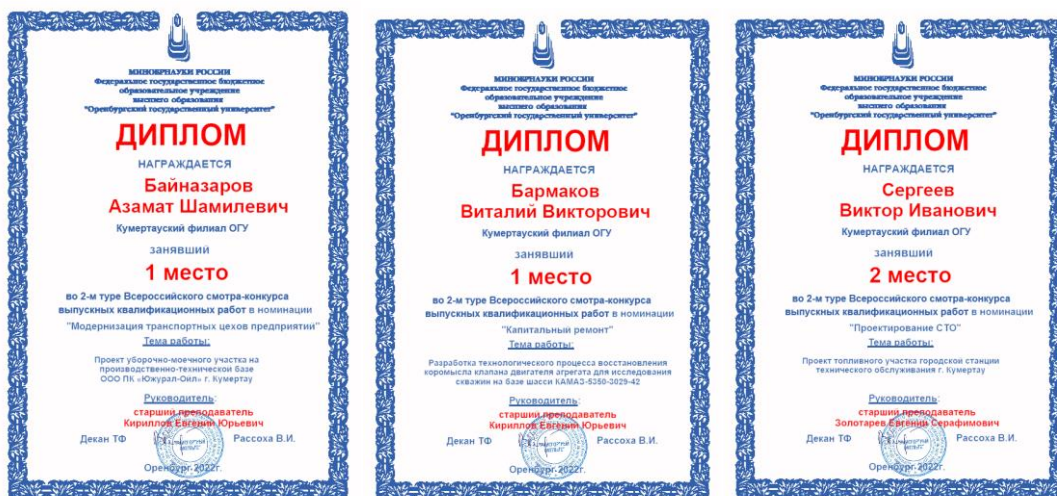 МИНОБРНАУКИ РОССИИ
Федеральное государственное бюджетное
образовательное учреждение
высшего образования
"Оренбургский государственный университет"
ДИПЛОМ
НАГРАЖДАЕТСЯ
Байназаров
Азамат Шамилевич
Кумертауский филиал ОГУ
занявший
1 место
во 2-м туре Всероссийского смотра-конкурса
выпускных квалификационных работ в номинации
"Модернизация транспортных цехов предприятий"
Тема работы:
Проект уборочно-моечного участка на
производственно-технической базе
ООО ПК «Южурал-Ойл» г. Кумертау
Руководитель:
старший преподаватель
Кириллов Евгений Юрьевич
Декан ТФ Рассоха В.И.
Оренбург 2022г.
МИНОБРНАУКИ РОССИИ
Федеральное государственное бюджетное
образовательное учреждение
высшего образования
"Оренбургский государственный университет"
ДИПЛОМ
НАГРАЖДАЕТСЯ
Бармаков
Виталий Викторович
Кумертауский филиал ОГУ
занявший
1 место
во 2-м туре Всероссийского смотра-конкурса
выпускных квалификационных работ в номинации
"Капитальный ремонт"
Тема работы:
Разработка технологического процесса восстановления
коромысла клапана двигателя агрегата для исследования
скважин на базе шасси КАМАЗ-5350-3029-42
Руководитель:
старший преподаватель
Кириллов Евгений Юрьевич
Декан ТФ Рассоха В.И.
Оренбург 2022г.
МИНОБРНАУКИ РОССИИ
Федеральное государственное бюджетное
образовательное учреждение
высшего образования
"Оренбургский государственный университет"
ДИПЛОМ
НАГРАЖДАЕТСЯ
Сергеев
Виктор Иванович
Кумертауский филиал ОГУ
занявший
2 место
во 2-м туре Всероссийского смотра-конкурса
выпускных квалификационных работ в номинации
"Проектирование СТО"
Тема работы:
Проект топливного участка городской станции
технического обслуживания г. Кумертау
Руководитель:
старший преподаватель
Золотарев Евгений Серафимович
Декан ТФ Рассоха В.И.
Оренбург 2022г.